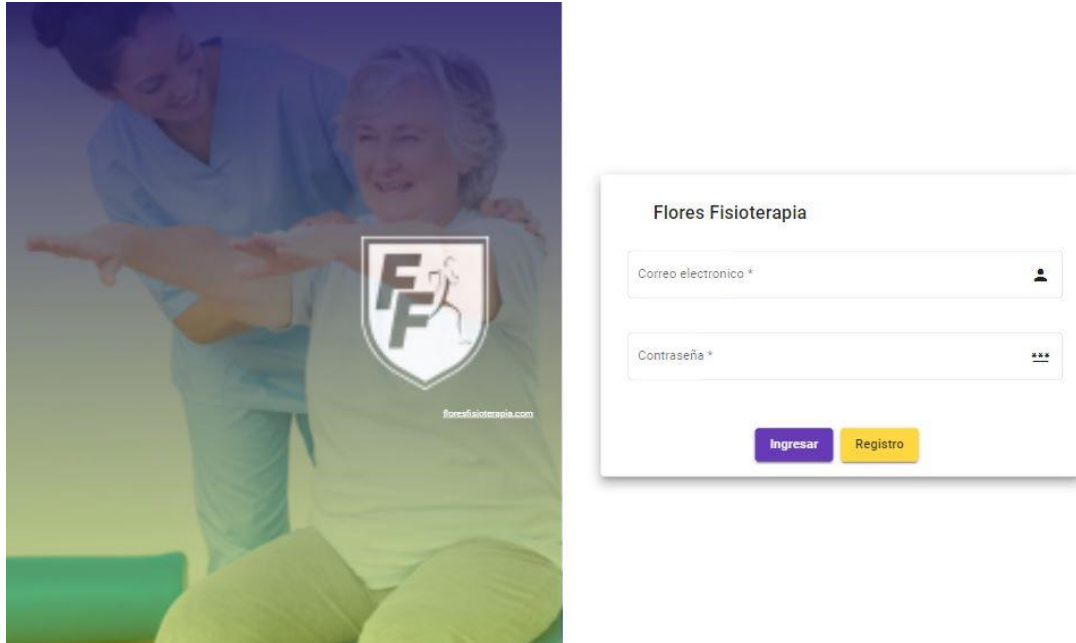 FF
floresfisioterapia.com
Flores Fisioterapia
Correo electronico *
Contraseña *
***
Ingresar
Registro